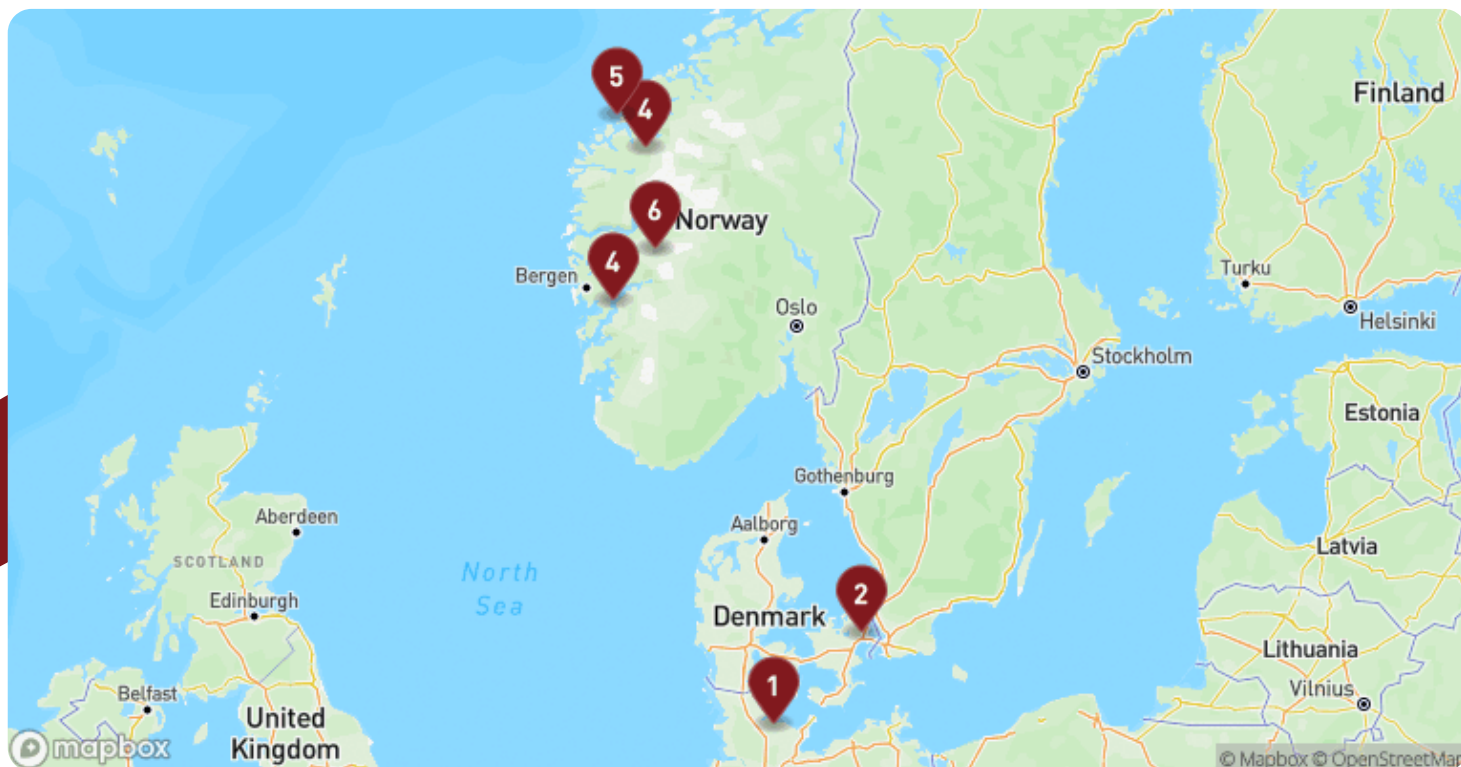 Finland
5
4
6
Norway
4
Bergen
Turku
Oslo
Helsinki
Stockholm
Estonia
Gothenburg
Aberdeen
Aalborg
SCOTLAND
Latvia
North
Sea
Edinburgh
2
Denmark
Lithuania
1
Belfast
Vilnius
United
Kingdom
mapbox
© Mapbox © OpenStreetMap